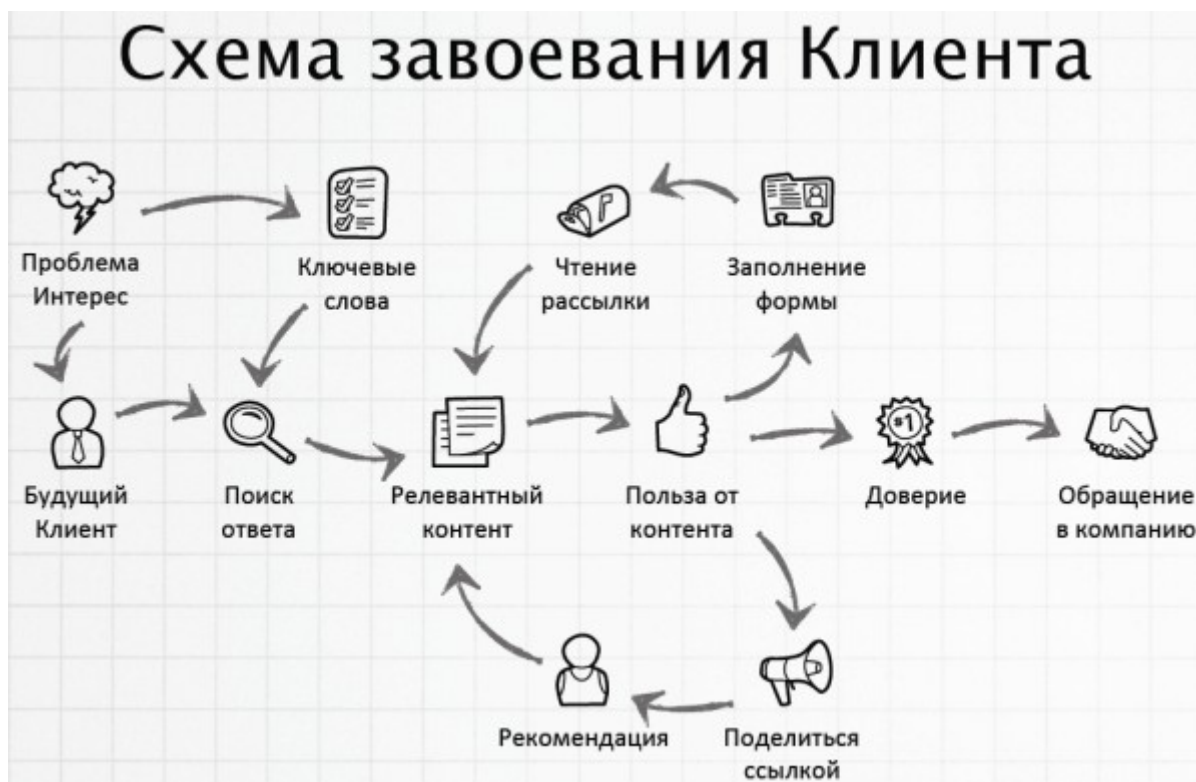 Схема завоевания Клиента
Проблема
Интерес
Ключевые
слова
Чтение
рассылки
Заполнение
формы
#1
Будущий
Клиент
Поиск
ответа
Релевантный
контент
Польза от
контента
Доверие
Обращение
в компанию
Рекомендация
Поделиться
ссылкой